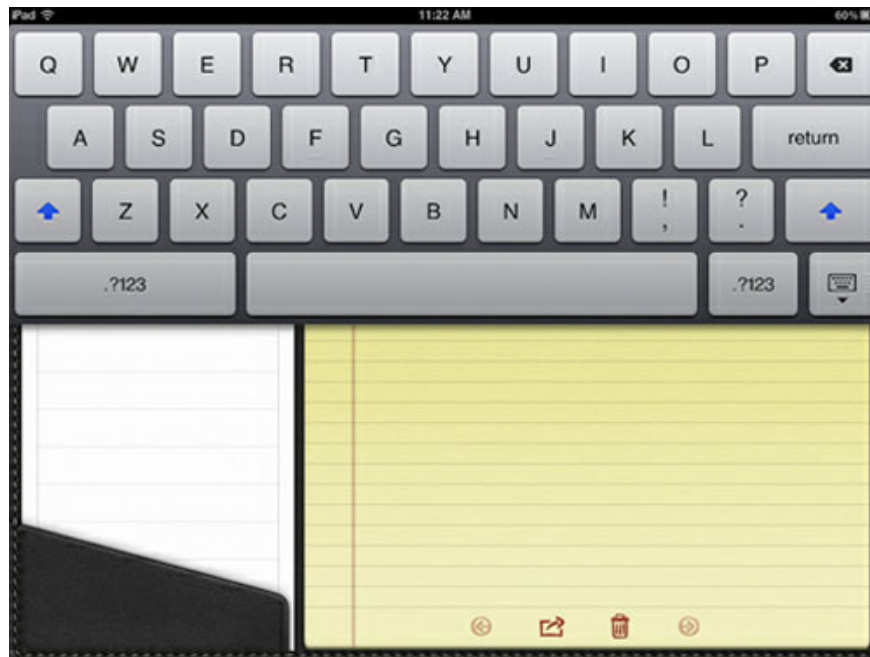 iPad 11:22 AM 60%
Q W E R T Y U I O P
A S D F G H J K L return
Z X C V B N M ! , ? .
.?123 .?123